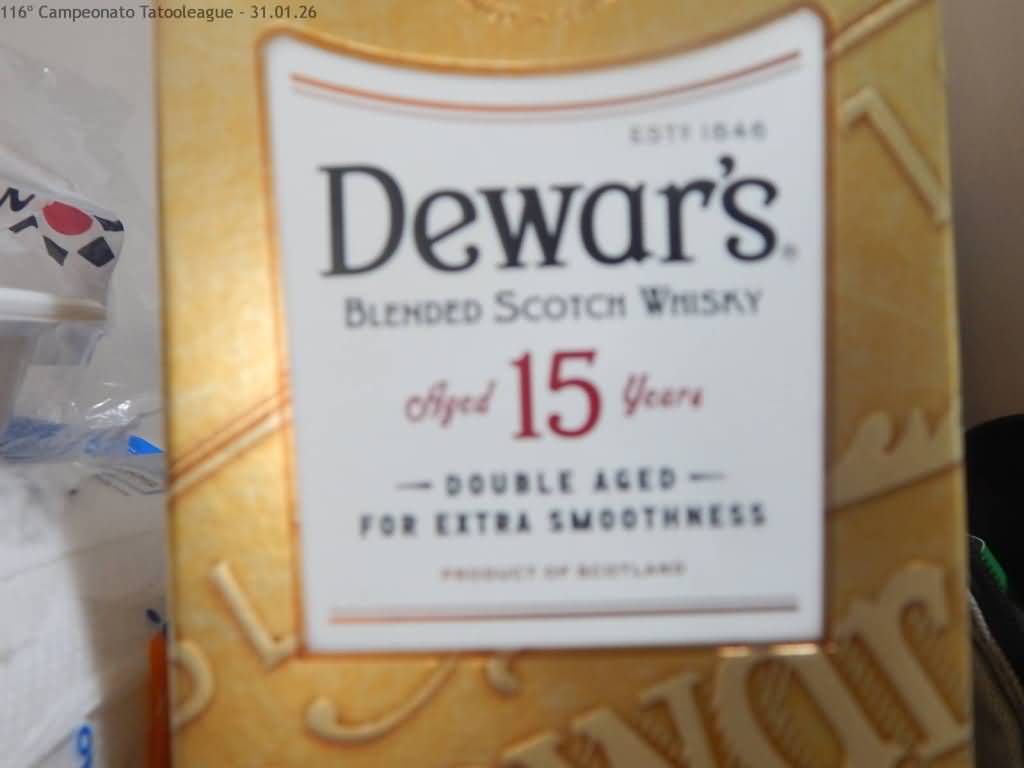 116º Campeonato Tatooleague - 31.01.26
ESTD 1846
Dewar's®
BLENDED SCOTCH WHISKY
Aged 15 Years
DOUBLE AGED
FOR EXTRA SMOOTHNESS
PRODUCT OF SCOTLAND